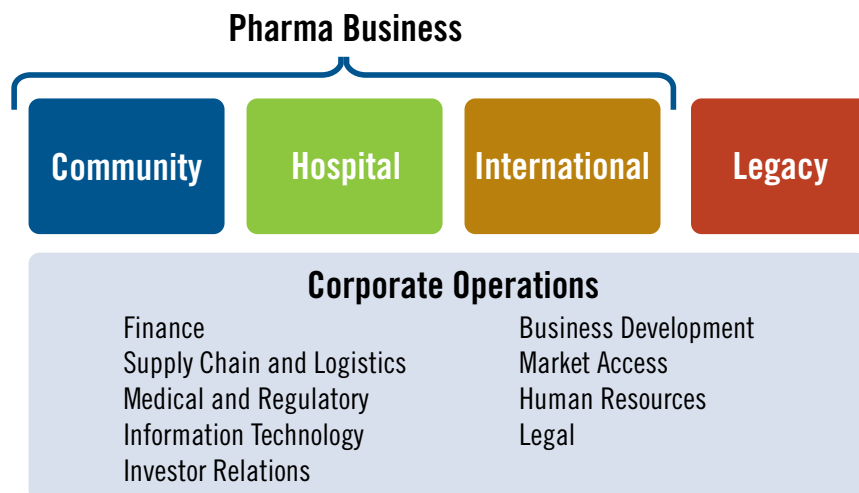 Pharma Business
Community
Hospital
International
Legacy
Corporate Operations
Finance
Supply Chain and Logistics
Medical and Regulatory
Information Technology
Investor Relations
Business Development
Market Access
Human Resources
Legal